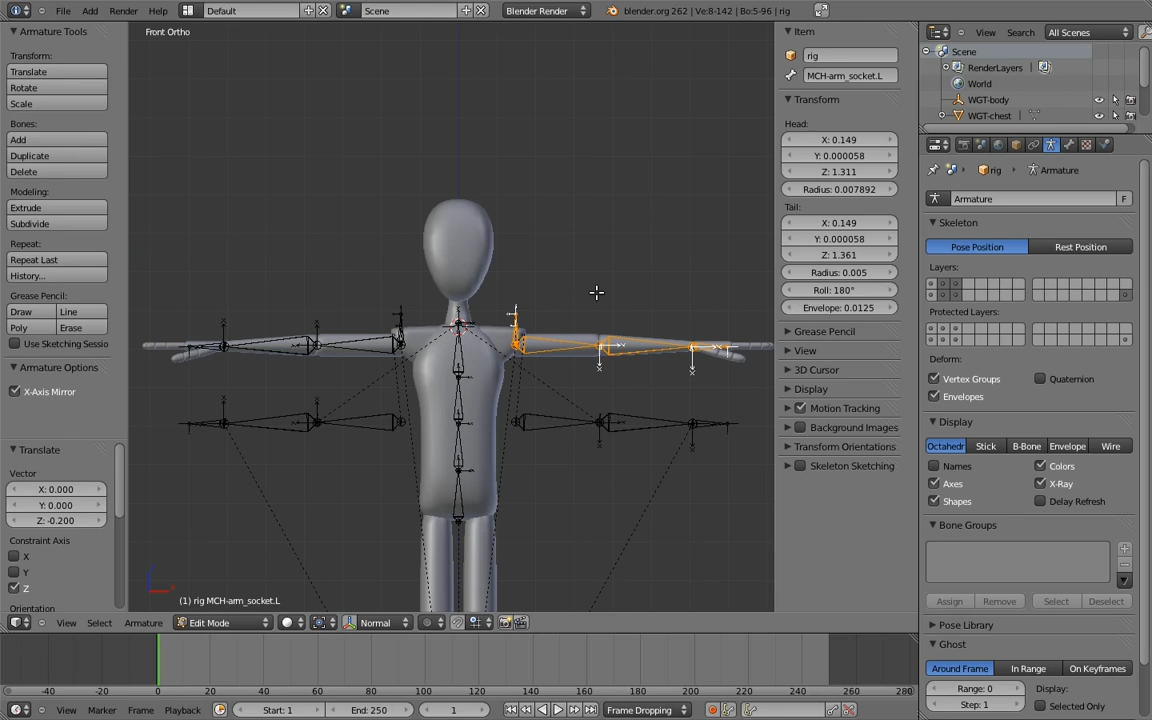 File Add Render Help Default Scene Blender Render blender.org 262 | Ve:8-142 | Bo:5-96 | rig
Armature Tools
Transform:
Translate
Rotate
Scale
Bones:
Add
Duplicate
Delete
Modeling:
Extrude
Subdivide
Repeat:
Repeat Last
History...
Grease Pencil:
Draw Line
Poly Erase
Use Sketching Sessio
Armature Options
X-Axis Mirror
Translate
Vector
X: 0.000
Y: 0.000
Z: -0.200
Constraint Axis
X
Y
Z
Orientation
Front Ortho
(1) rig MCH-arm_socket.L
View Select Armature Edit Mode Normal
Item
rig
MCH-arm_socket.L
Transform
Head:
X: 0.149
Y: 0.000058
Z: 1.311
Radius: 0.007892
Tail:
X: 0.149
Y: 0.000058
Z: 1.361
Radius: 0.005
Roll: 180°
Envelope: 0.0125
Grease Pencil
View
3D Cursor
Display
Motion Tracking
Background Images
Transform Orientations
Skeleton Sketching
View Search All Scenes
Scene
RenderLayers
World
WGT-body
WGT-chest
rig Armature
Armature F
Skeleton
Pose Position Rest Position
Layers:
Protected Layers:
Deform:
Vertex Groups Quaternion
Envelopes
Display
Octahedr Stick B-Bone Envelope Wire
Names Colors
Axes X-Ray
Shapes Delay Refresh
Bone Groups
Assign Remove Select Deselect
Pose Library
Ghost
Around Frame In Range On Keyframes
Range: 0 Display:
Step: 1 Selected Only
-40 -20 0 20 40 60 80 100 120 140 160 180 200 220 240 260 280
View Marker Frame Playback Start: 1 End: 250 1 Frame Dropping